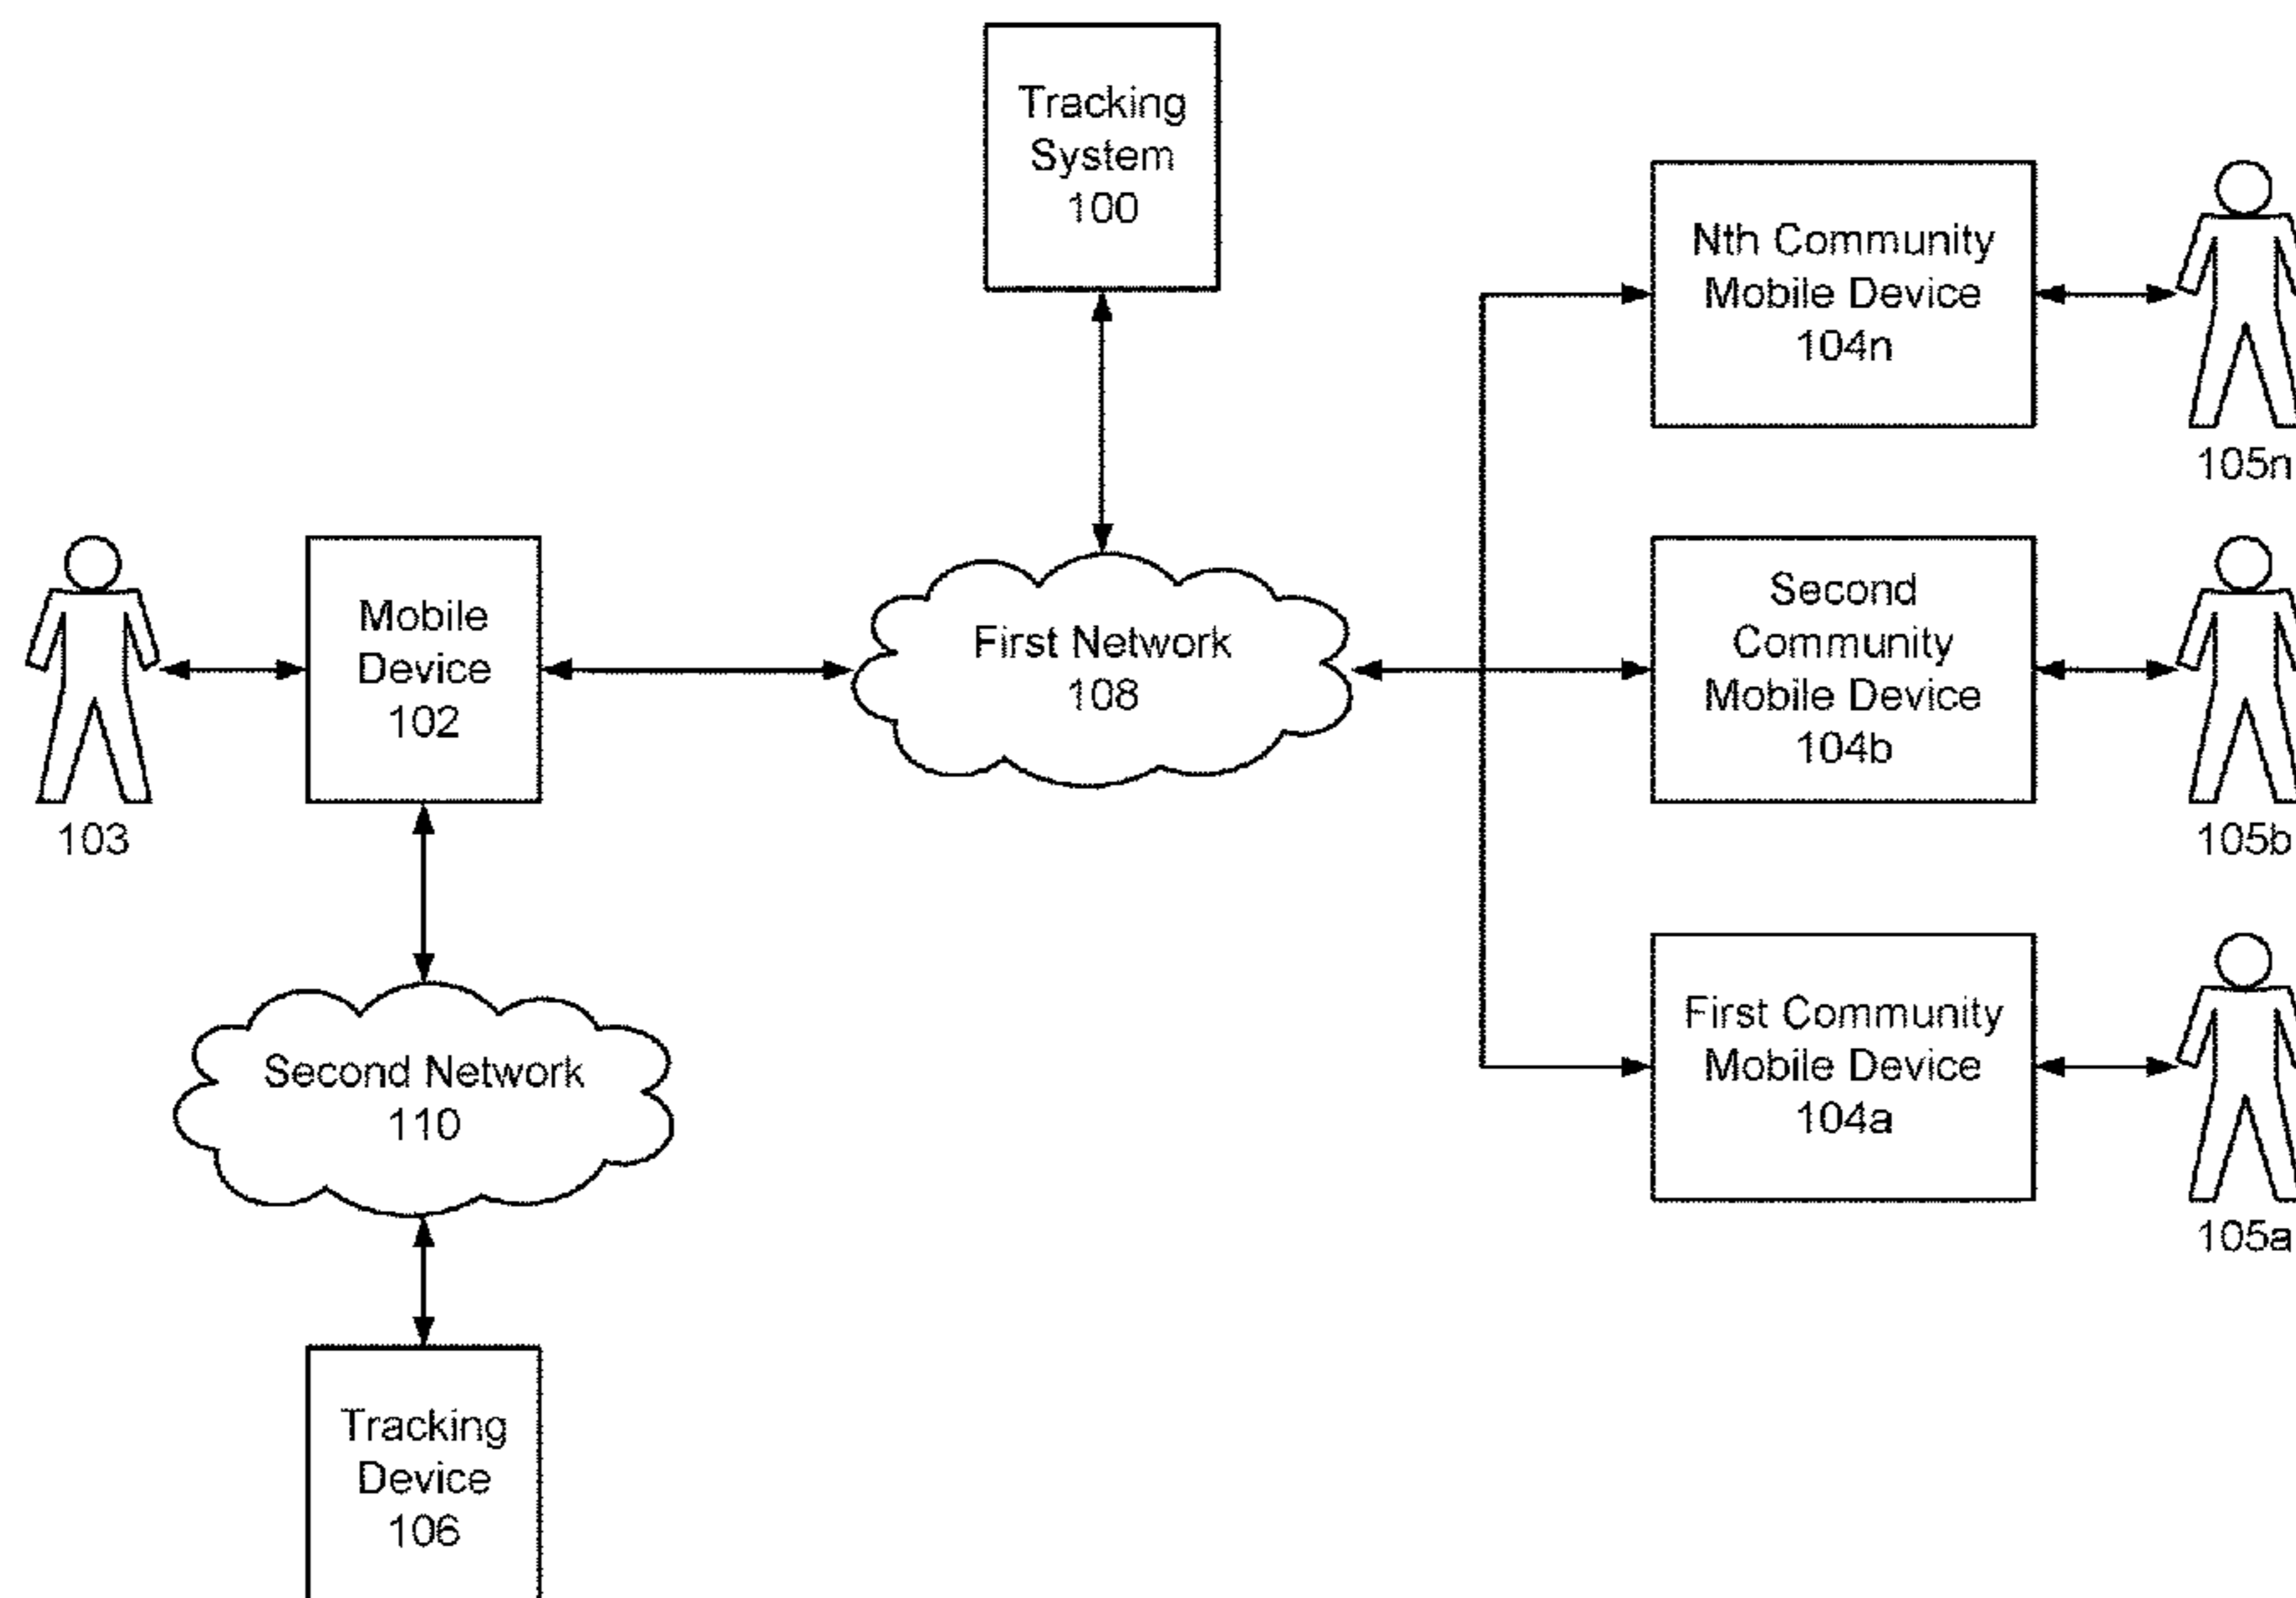 Tracking
System
100
Nth Community
Mobile Device
104n
105n
Mobile
Device
102
103
First Network
108
Second
Community
Mobile Device
104b
105b
Second Network
110
First Community
Mobile Device
104a
105a
Tracking
Device
106